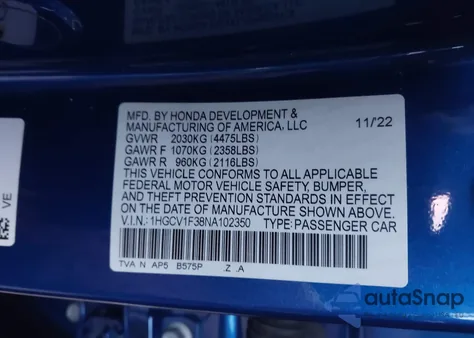 MFD. BY HONDA DEVELOPMENT &
MANUFACTURING OF AMERICA, LLC 11/'22
GVWR 2030KG (4475LBS)
GAWR F 1070KG (2358LBS)
GAWR R 960KG (2116LBS)
THIS VEHICLE CONFORMS TO ALL APPLICABLE
FEDERAL MOTOR VEHICLE SAFETY, BUMPER,
AND THEFT PREVENTION STANDARDS IN EFFECT
ON THE DATE OF MANUFACTURE SHOWN ABOVE.
V.I.N.: 1HGCV1F38NA102350 TYPE: PASSENGER CAR
TVA N AP5 B575P .Z .A
VE
autoSnap